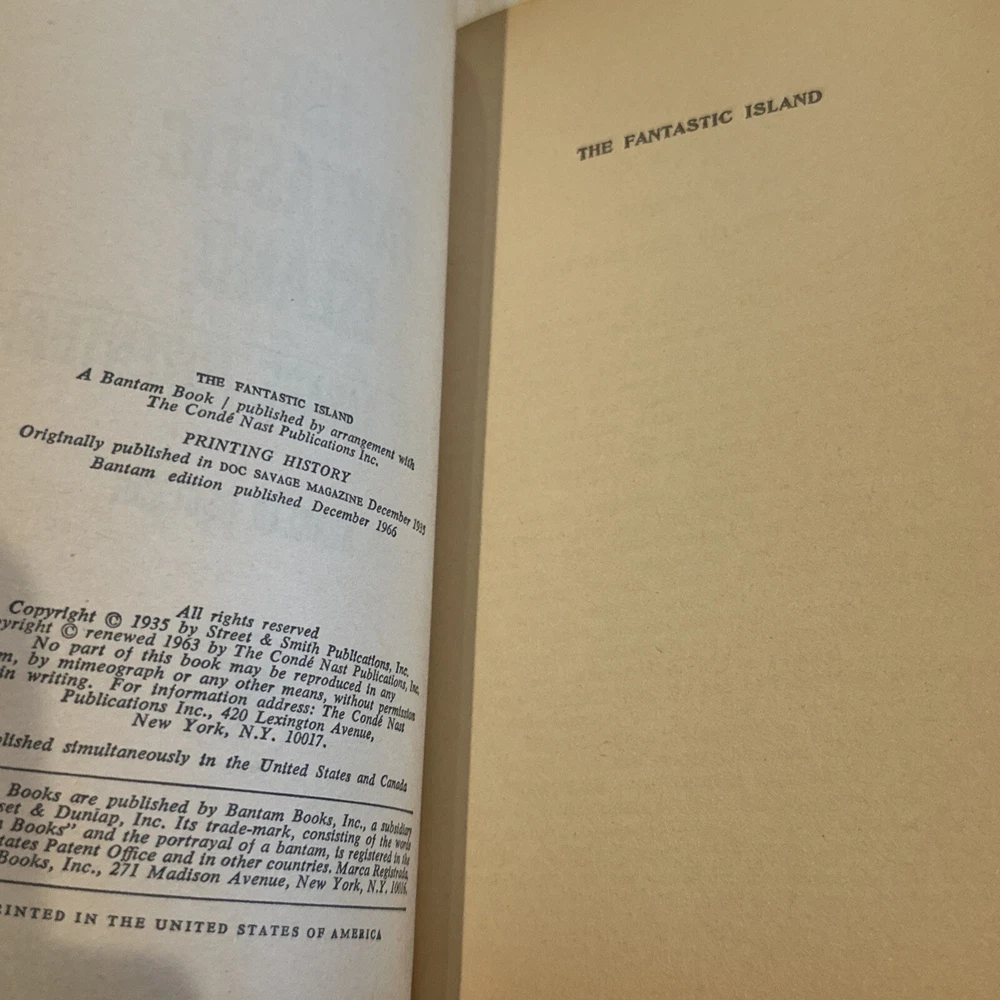 THE FANTASTIC ISLAND
A Bantam Book / published by arrangement with
The Condé Nast Publications Inc.
PRINTING HISTORY
Originally published in DOC SAVAGE MAGAZINE December 1935
Bantam edition published December 1966
All rights reserved
Copyright © 1935 by Street & Smith Publications, Inc.
yright © renewed 1963 by The Condé Nast Publications, Inc.
No part of this book may be reproduced in any
m, by mimeograph or any other means, without permission
in writing. For information address: The Condé Nast
Publications Inc., 420 Lexington Avenue,
New York, N.Y. 10017.
lished simultaneously in the United States and Canada
Books are published by Bantam Books, Inc., a subsidiary
set & Dunlap, Inc. Its trade-mark, consisting of the words
Books" and the portrayal of a bantam, is registered in the
tates Patent Office and in other countries. Marca Registrada.
Books, Inc., 271 Madison Avenue, New York, N.Y. 10016.
RINTED IN THE UNITED STATES OF AMERICA
THE FANTASTIC ISLAND